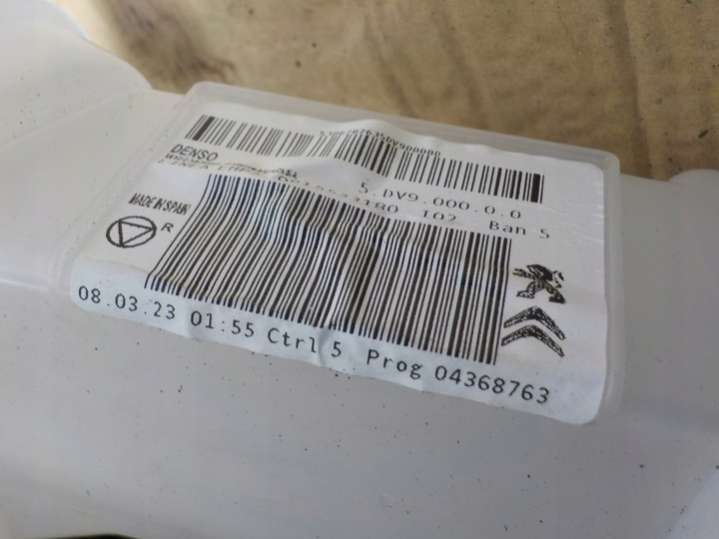 DENSO
5.DV9.000.0.0
I02 Ban 5
MADE IN SPAIN
R
08.03.23 01:55 Ctrl 5 Prog 04368763